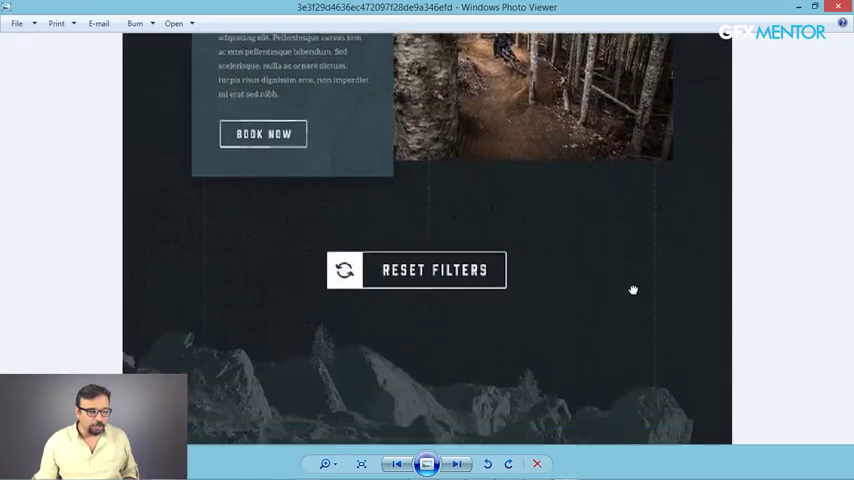 3e3f29d4636ec472097f28de9a346efd - Windows Photo Viewer
File Print E-mail Burn Open
GFXMENTOR
adipiscing elit. Pellentesque cursus sem,
ac eros pellentesque bibendum. Sed
scelerisque, nulla ac ornare dictum,
turpis risus dignissim eros, non imperdiet
mi erat sed nibh.
BOOK NOW
RESET FILTERS